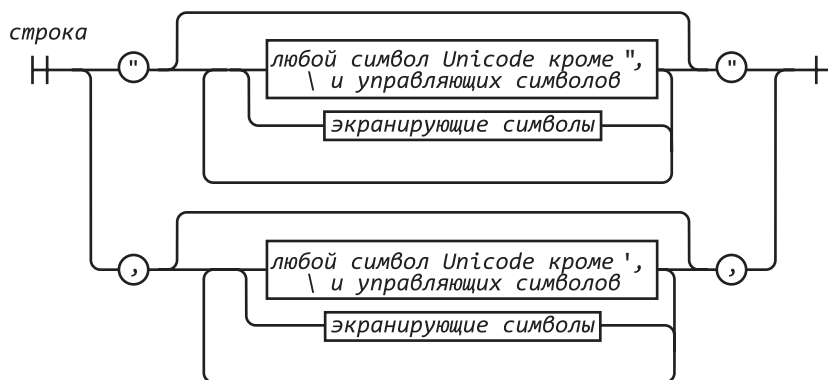 строка
"
любой символ Unicode кроме ",
\ и управляющих символов
"
экранирующие символы
,
любой символ Unicode кроме ',
\ и управляющих символов
,
экранирующие символы